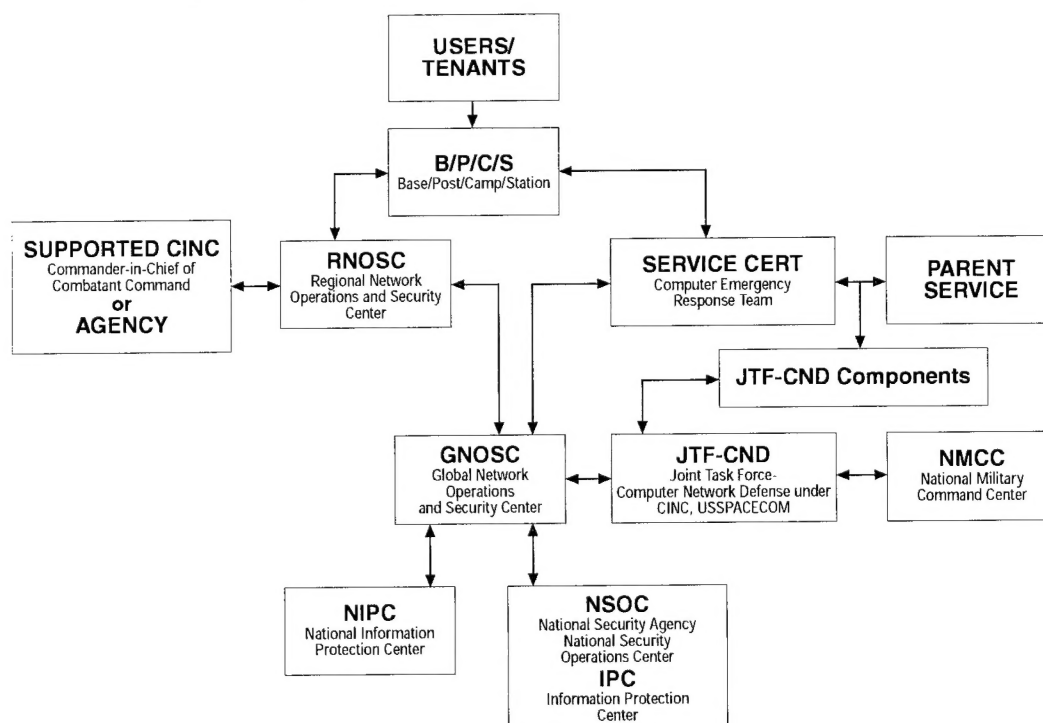 USERS/
TENANTS
B/P/C/S
Base/Post/Camp/Station
SUPPORTED CINC
Commander-in-Chief of
Combatant Command
or
AGENCY
RNOSC
Regional Network
Operations and Security
Center
SERVICE CERT
Computer Emergency
Response Team
PARENT
SERVICE
JTF-CND Components
GNOSC
Global Network
Operations
and Security Center
JTF-CND
Joint Task Force-
Computer Network Defense under
CINC, USSPACECOM
NMCC
National Military
Command Center
NIPC
National Information
Protection Center
NSOC
National Security Agency
National Security
Operations Center
IPC
Information Protection
Center